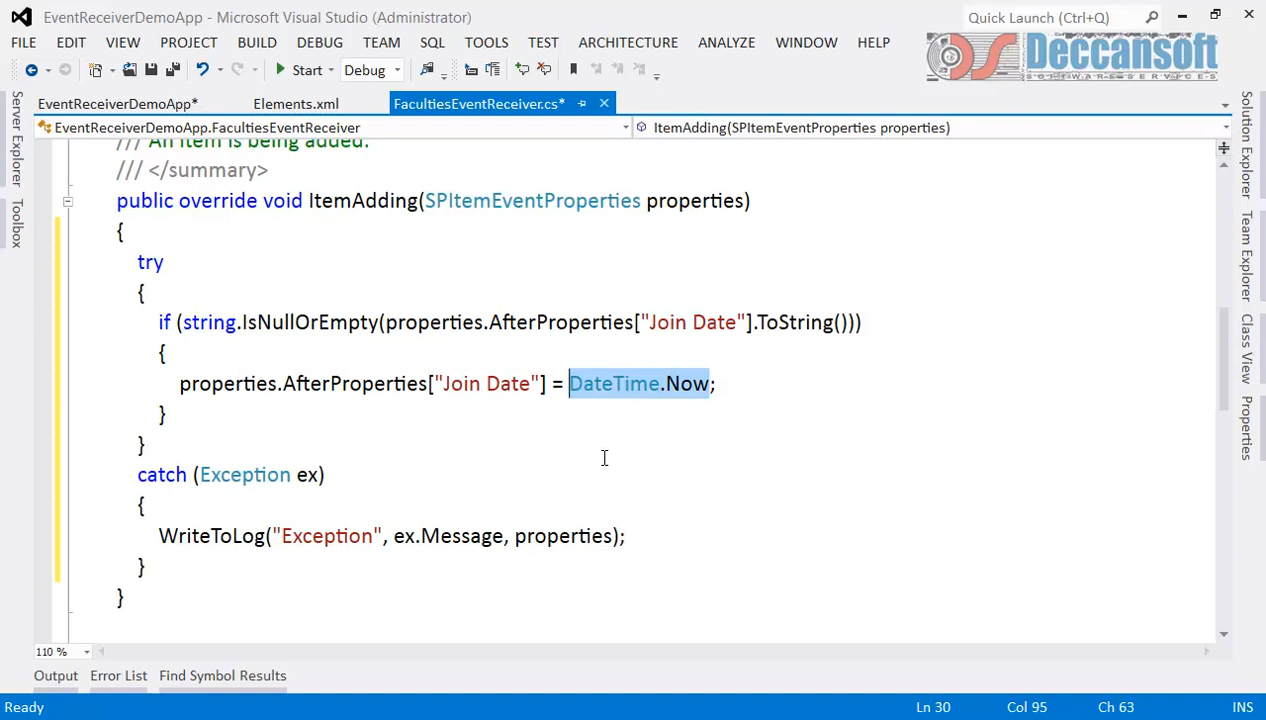 EventReceiverDemoApp - Microsoft Visual Studio (Administrator)
Quick Launch (Ctrl+Q)
FILE EDIT VIEW PROJECT BUILD DEBUG TEAM SQL TOOLS TEST ARCHITECTURE ANALYZE WINDOW HELP
Deccansoft
SOFTWARE SERVICES
Start Debug
EventReceiverDemoApp* Elements.xml FacultiesEventReceiver.cs*
EventReceiverDemoApp.FacultiesEventReceiver ItemAdding(SPItemEventProperties properties)
/// An item is being added.
/// </summary>
public override void ItemAdding(SPItemEventProperties properties)
{
try
{
if (string.IsNullOrEmpty(properties.AfterProperties["Join Date"].ToString()))
{
properties.AfterProperties["Join Date"] = DateTime.Now;
}
}
catch (Exception ex)
{
WriteToLog("Exception", ex.Message, properties);
}
}
Server Explorer
Toolbox
Solution Explorer
Team Explorer
Class View
Properties
110 %
Output Error List Find Symbol Results
Ready Ln 30 Col 95 Ch 63 INS